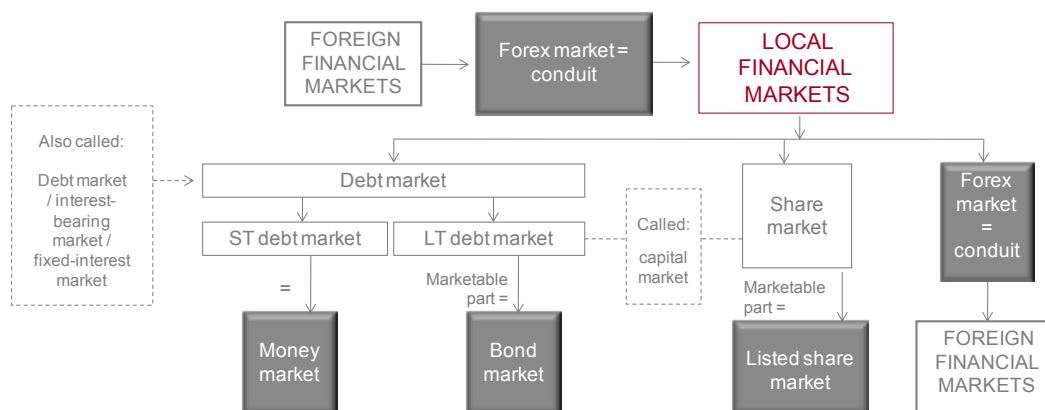 FOREIGN
FINANCIAL
MARKETS
Forex market =
conduit
LOCAL
FINANCIAL
MARKETS
Also called:
Debt market
/ interest-
bearing
market /
fixed-interest
market
Debt market
ST debt market
LT debt market
Called:
capital
market
Share
market
Forex
market
=
conduit
=
Marketable
part =
Marketable
part =
Money
market
Bond
market
Listed share
market
FOREIGN
FINANCIAL
MARKETS